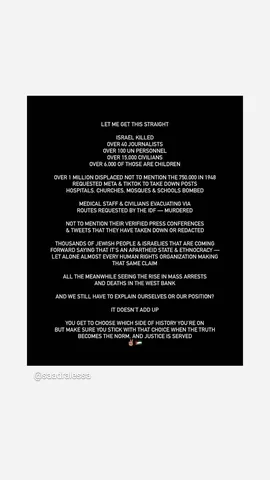 LET ME GET THIS STRAIGHT
ISRAEL KILLED
OVER 40 JOURNALISTS
OVER 100 UN PERSONNEL
OVER 15,000 CIVILIANS
OVER 6,000 OF THOSE ARE CHILDREN
OVER 1 MILLION DISPLACED NOT TO MENTION THE 750,000 IN 1948
REQUESTED META & TIKTOK TO TAKE DOWN POSTS
HOSPITALS, CHURCHES, MOSQUES & SCHOOLS BOMBED
MEDICAL STAFF & CIVILIANS EVACUATING VIA
ROUTES REQUESTED BY THE IDF — MURDERED
NOT TO MENTION THEIR VERIFIED PRESS CONFERENCES
& TWEETS THAT THEY HAVE TAKEN DOWN OR REDACTED
THOUSANDS OF JEWISH PEOPLE & ISRAELIES THAT ARE COMING
FORWARD SAYING THAT IT'S AN APARTHEID STATE & ETHNOCRACY —
LET ALONE ALMOST EVERY HUMAN RIGHTS ORGANIZATION MAKING
THAT SAME CLAIM
ALL THE MEANWHILE SEEING THE RISE IN MASS ARRESTS
AND DEATHS IN THE WEST BANK
AND WE STILL HAVE TO EXPLAIN OURSELVES OR OUR POSITION?
IT DOESN'T ADD UP
YOU GET TO CHOOSE WHICH SIDE OF HISTORY YOU'RE ON
BUT MAKE SURE YOU STICK WITH THAT CHOICE WHEN THE TRUTH
BECOMES THE NORM, AND JUSTICE IS SERVED